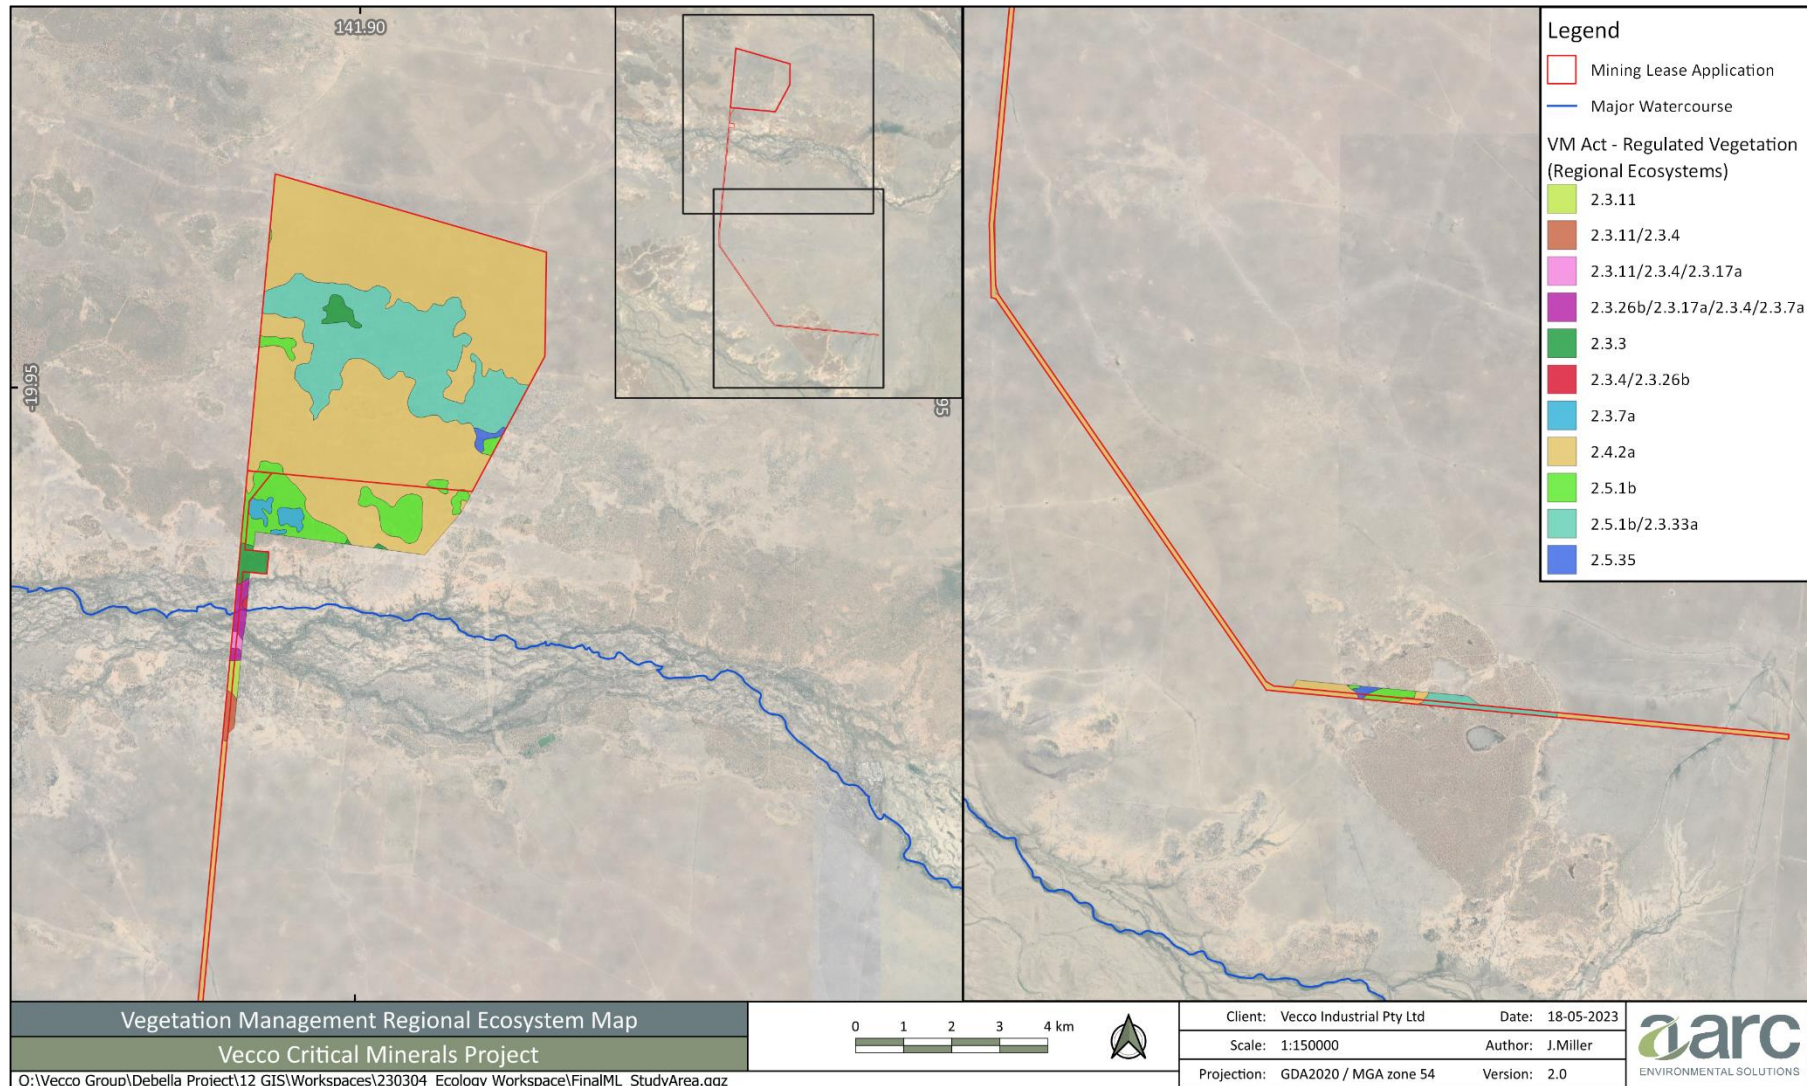 141.90
-19.95
95
Legend
Mining Lease Application
Major Watercourse
VM Act - Regulated Vegetation
(Regional Ecosystems)
2.3.11
2.3.11/2.3.4
2.3.11/2.3.4/2.3.17a
2.3.26b/2.3.17a/2.3.4/2.3.7a
2.3.3
2.3.4/2.3.26b
2.3.7a
2.4.2a
2.5.1b
2.5.1b/2.3.33a
2.5.35
Vegetation Management Regional Ecosystem Map
Vecco Critical Minerals Project
Q:\Vecco Group\Debella Project\12 GIS\Workspaces\230304_Ecology Workspace\FinalML_StudyArea.qgz
0 1 2 3 4 km
Client: Vecco Industrial Pty Ltd Date: 18-05-2023
Scale: 1:150000 Author: J.Miller
Projection: GDA2020 / MGA zone 54 Version: 2.0
aarc
ENVIRONMENTAL SOLUTIONS